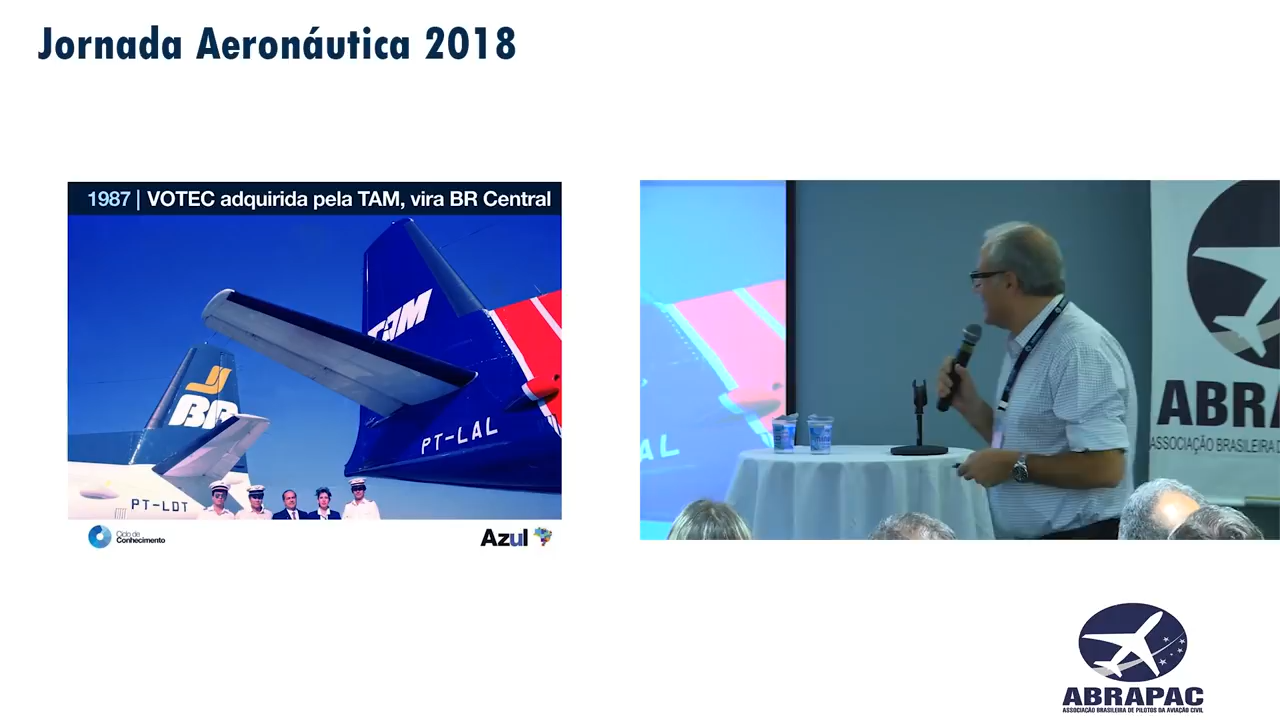 Jornada Aeronáutica 2018
1987 | VOTEC adquirida pela TAM, vira BR Central
TAM
BR
PT-LAL
PT-LDT
Ciclo de
Conhecimento
Azul
AL
ABRA
ASSOCIAÇÃO BRASILEIRA D
ABRAPAC
ASSOCIAÇÃO BRASILEIRA DE PILOTOS DA AVIAÇÃO CIVIL